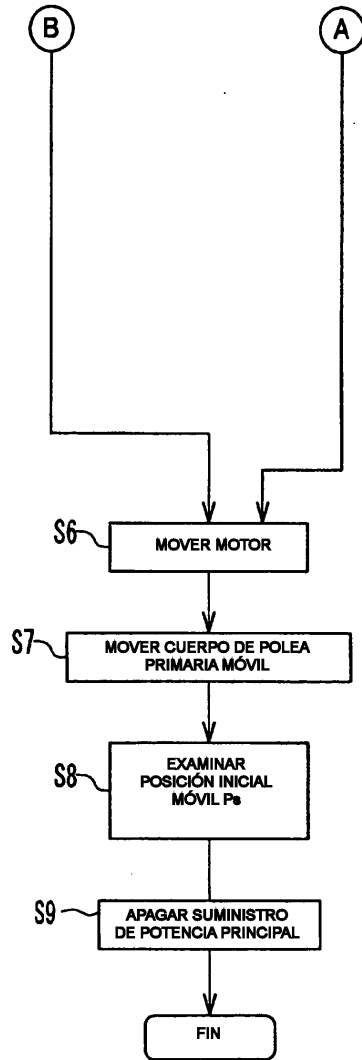 B
A
S6
MOVER MOTOR
S7
MOVER CUERPO DE POLEA
PRIMARIA MÓVIL
S8
EXAMINAR
POSICIÓN INICIAL
MÓVIL Ps
S9
APAGAR SUMINISTRO
DE POTENCIA PRINCIPAL
FIN